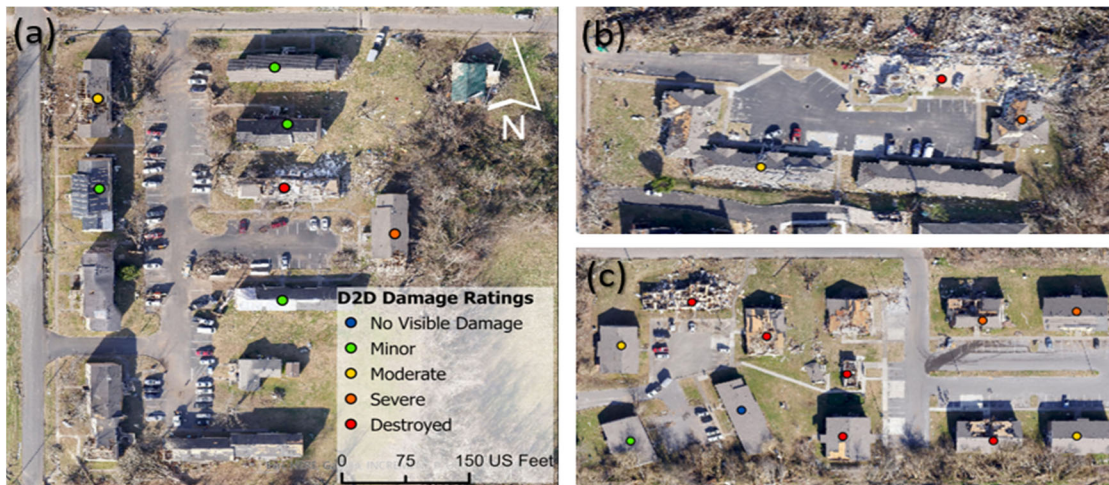 (a)
(b)
N
(c)
D2D Damage Ratings
No Visible Damage
Minor
Moderate
Severe
Destroyed
0 75 150 US Feet